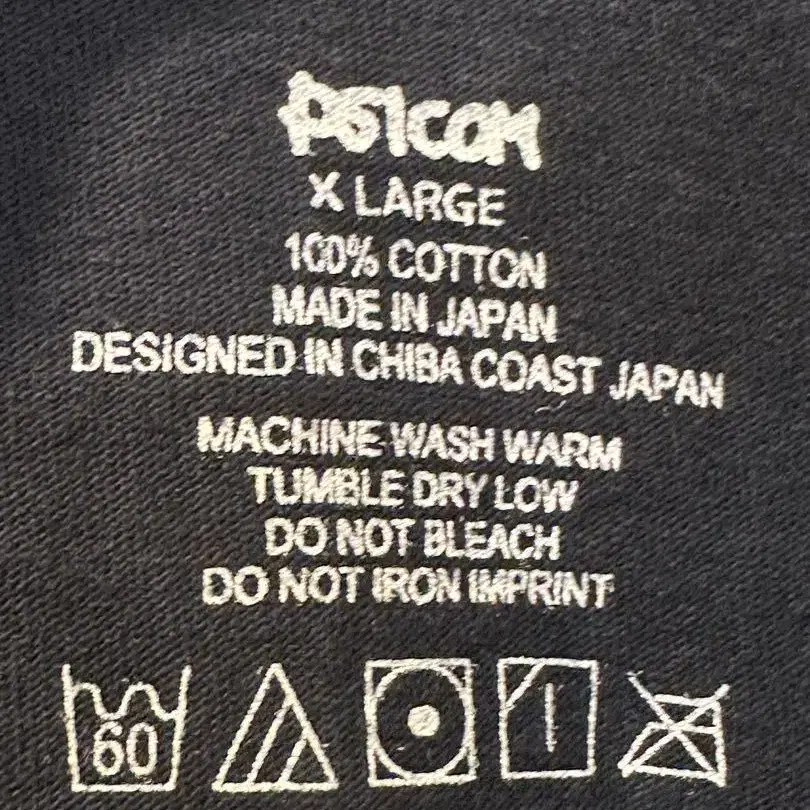 PSICOM
X LARGE
100% COTTON
MADE IN JAPAN
DESIGNED IN CHIBA COAST JAPAN
MACHINE WASH WARM
TUMBLE DRY LOW
DO NOT BLEACH
DO NOT IRON IMPRINT
60